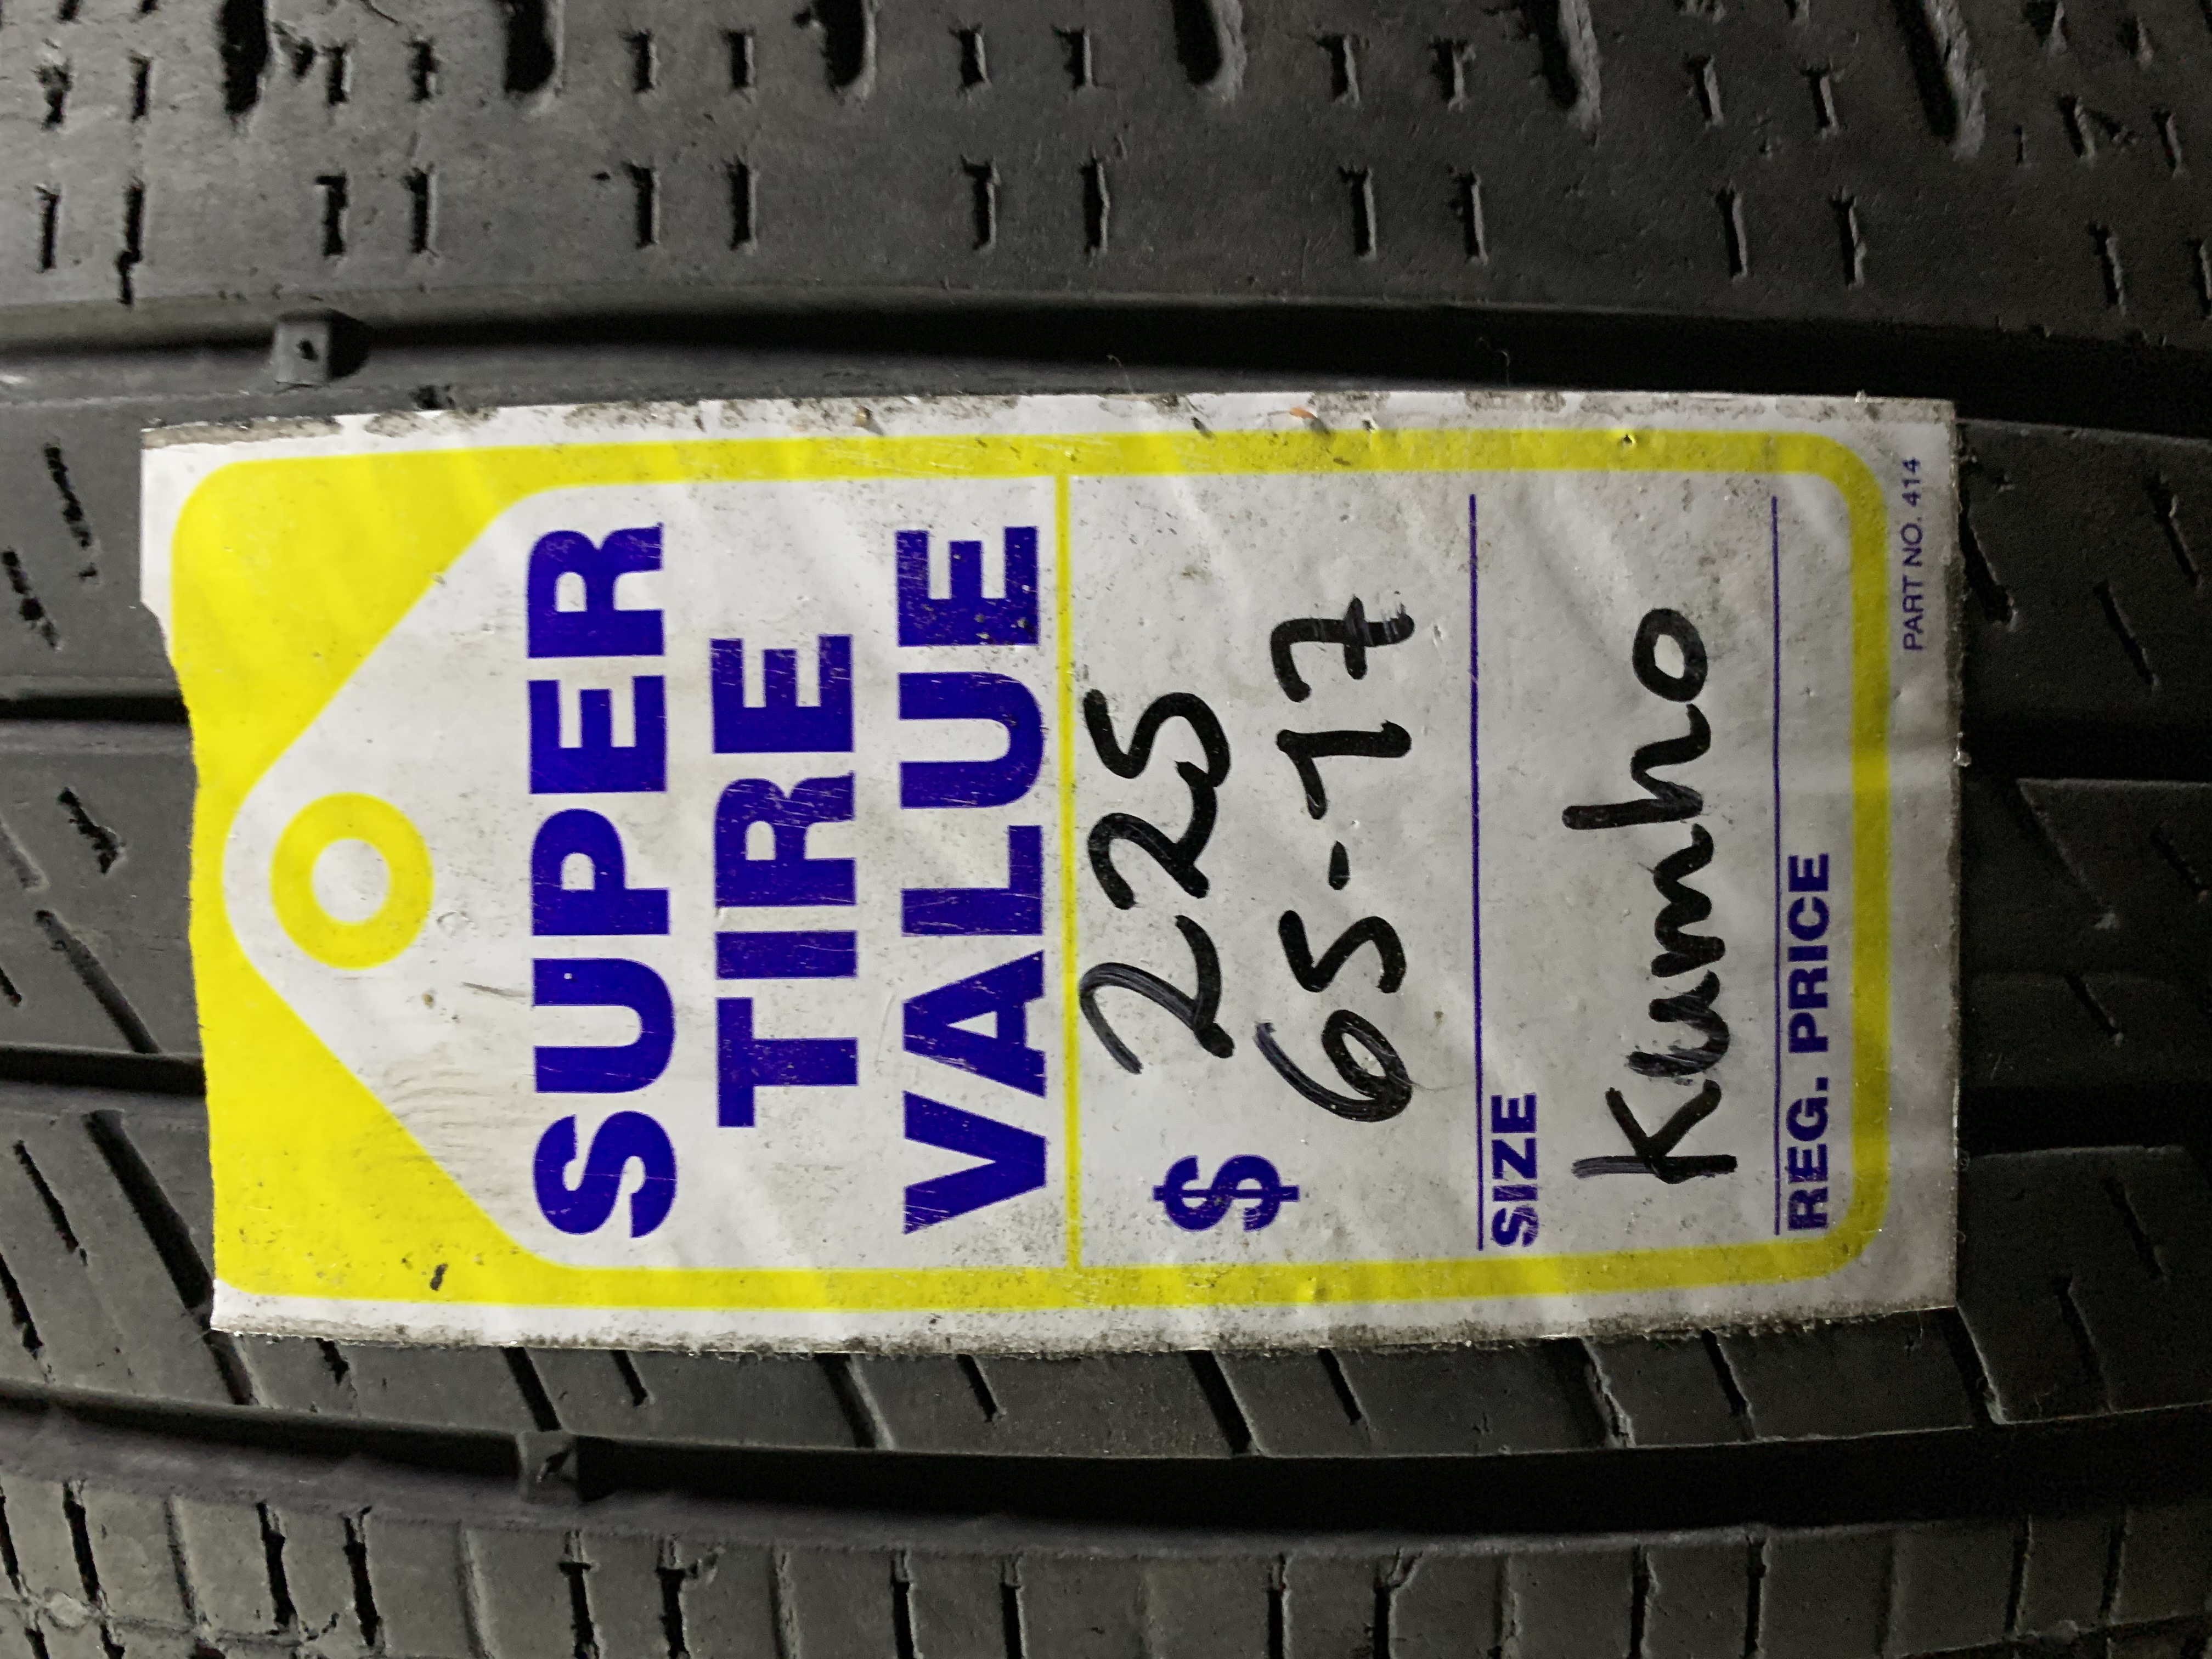 SUPER
TIRE
VALUE
$ 225
65-17
SIZE
Kumho
REG. PRICE
PART NO. 414